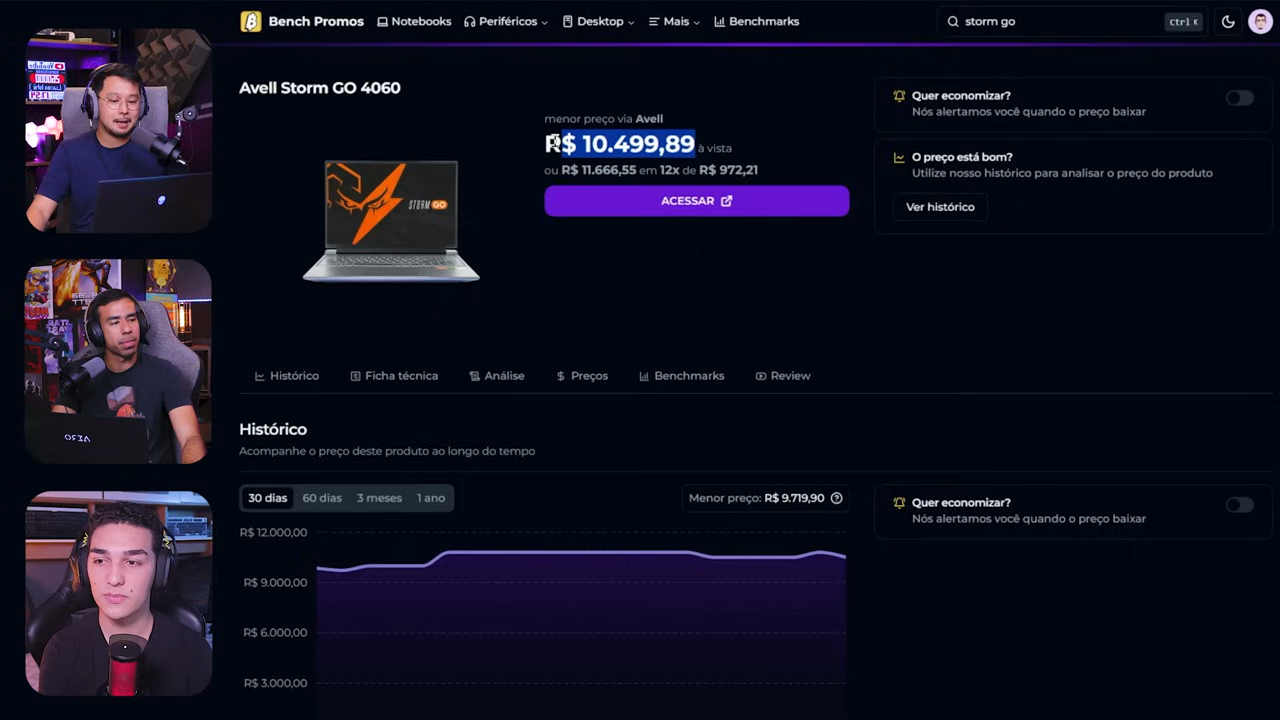 Bench Promos
Notebooks
Periféricos
Desktop
Mais
Benchmarks
storm go
Ctrl K
Avell Storm GO 4060
menor preço via Avell
R$ 10.499,89 à vista
ou R$ 11.666,55 em 12x de R$ 972,21
ACESSAR
STORM GO
Quer economizar?
Nós alertamos você quando o preço baixar
O preço está bom?
Utilize nosso histórico para analisar o preço do produto
Ver histórico
Histórico
Ficha técnica
Análise
Preços
Benchmarks
Review
Histórico
Acompanhe o preço deste produto ao longo do tempo
30 dias
60 dias
3 meses
1 ano
Menor preço: R$ 9.719,90
Quer economizar?
Nós alertamos você quando o preço baixar
R$ 12.000,00
R$ 9.000,00
R$ 6.000,00
R$ 3.000,00
AERO